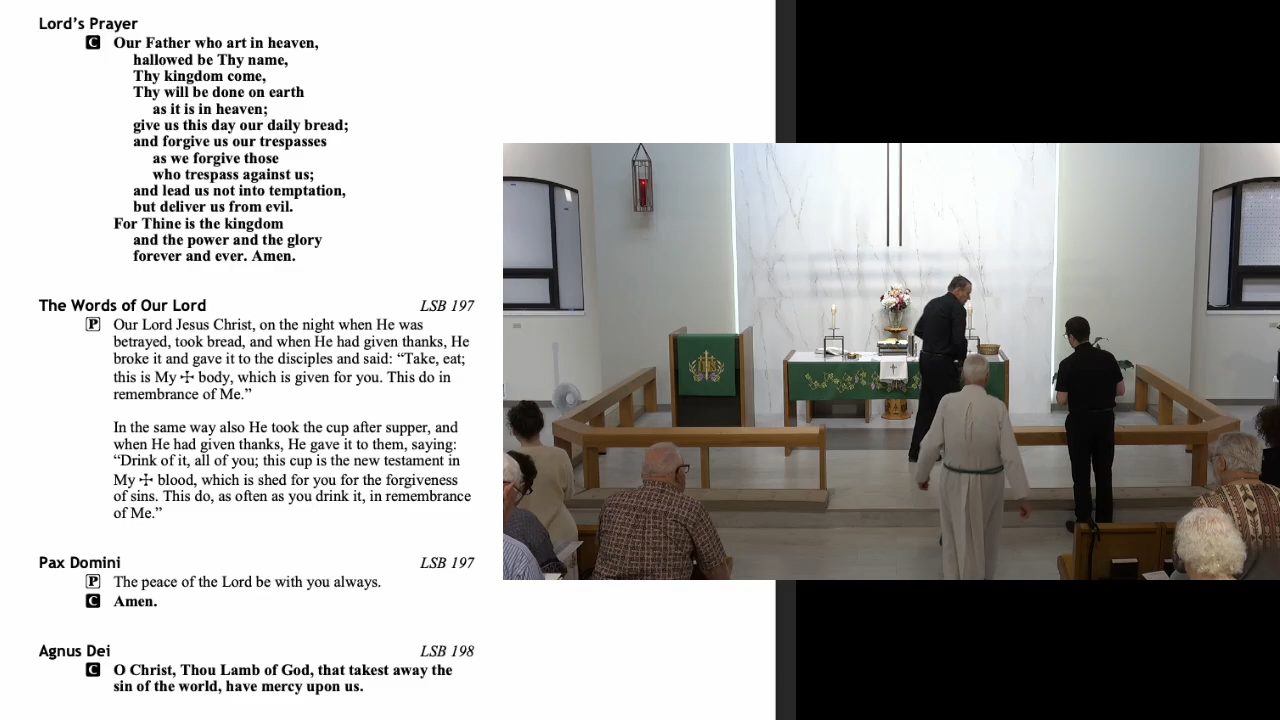 Lord's Prayer
C Our Father who art in heaven,
hallowed be Thy name,
Thy kingdom come,
Thy will be done on earth
as it is in heaven;
give us this day our daily bread;
and forgive us our trespasses
as we forgive those
who trespass against us;
and lead us not into temptation,
but deliver us from evil.
For Thine is the kingdom
and the power and the glory
forever and ever. Amen.
The Words of Our Lord LSB 197
P Our Lord Jesus Christ, on the night when He was
betrayed, took bread, and when He had given thanks, He
broke it and gave it to the disciples and said: “Take, eat;
this is My ☩ body, which is given for you. This do in
remembrance of Me.”
In the same way also He took the cup after supper, and
when He had given thanks, He gave it to them, saying:
“Drink of it, all of you; this cup is the new testament in
My ☩ blood, which is shed for you for the forgiveness
of sins. This do, as often as you drink it, in remembrance
of Me.”
Pax Domini LSB 197
P The peace of the Lord be with you always.
C Amen.
Agnus Dei LSB 198
C O Christ, Thou Lamb of God, that takest away the
sin of the world, have mercy upon us.
IHS